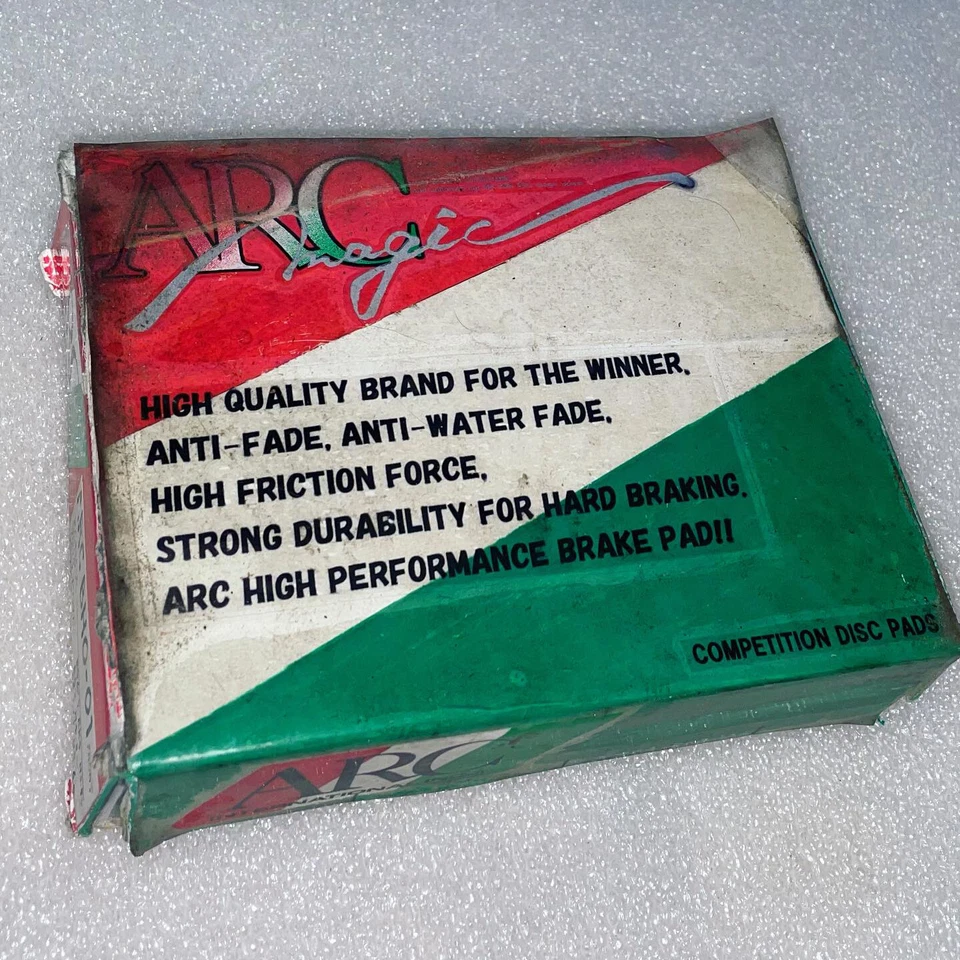 ARC
magic
HIGH QUALITY BRAND FOR THE WINNER.
ANTI-FADE, ANTI-WATER FADE,
HIGH FRICTION FORCE,
STRONG DURABILITY FOR HARD BRAKING.
ARC HIGH PERFORMANCE BRAKE PAD!!
COMPETITION DISC PADS
ARC
INTERNATIONAL